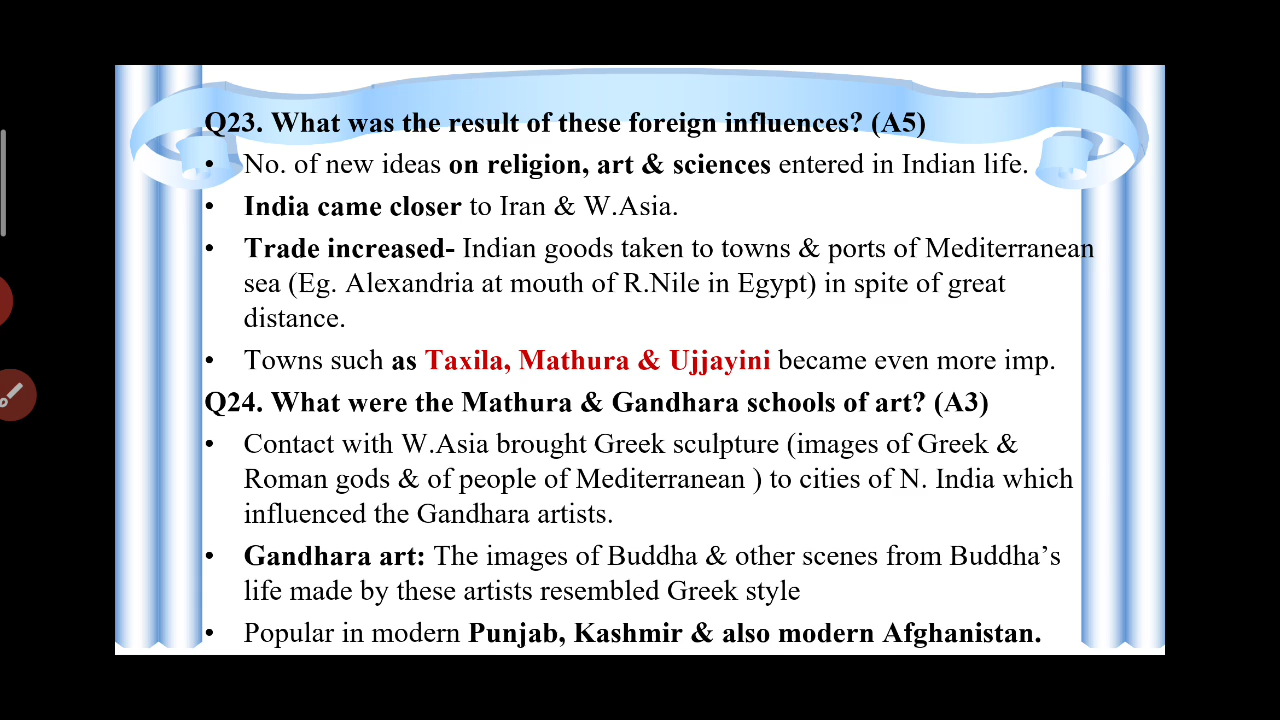 Q23. What was the result of these foreign influences? (A5)
• No. of new ideas on religion, art & sciences entered in Indian life.
• India came closer to Iran & W.Asia.
• Trade increased- Indian goods taken to towns & ports of Mediterranean
sea (Eg. Alexandria at mouth of R.Nile in Egypt) in spite of great
distance.
• Towns such as Taxila, Mathura & Ujjayini became even more imp.
Q24. What were the Mathura & Gandhara schools of art? (A3)
• Contact with W.Asia brought Greek sculpture (images of Greek &
Roman gods & of people of Mediterranean ) to cities of N. India which
influenced the Gandhara artists.
• Gandhara art: The images of Buddha & other scenes from Buddha’s
life made by these artists resembled Greek style
• Popular in modern Punjab, Kashmir & also modern Afghanistan.